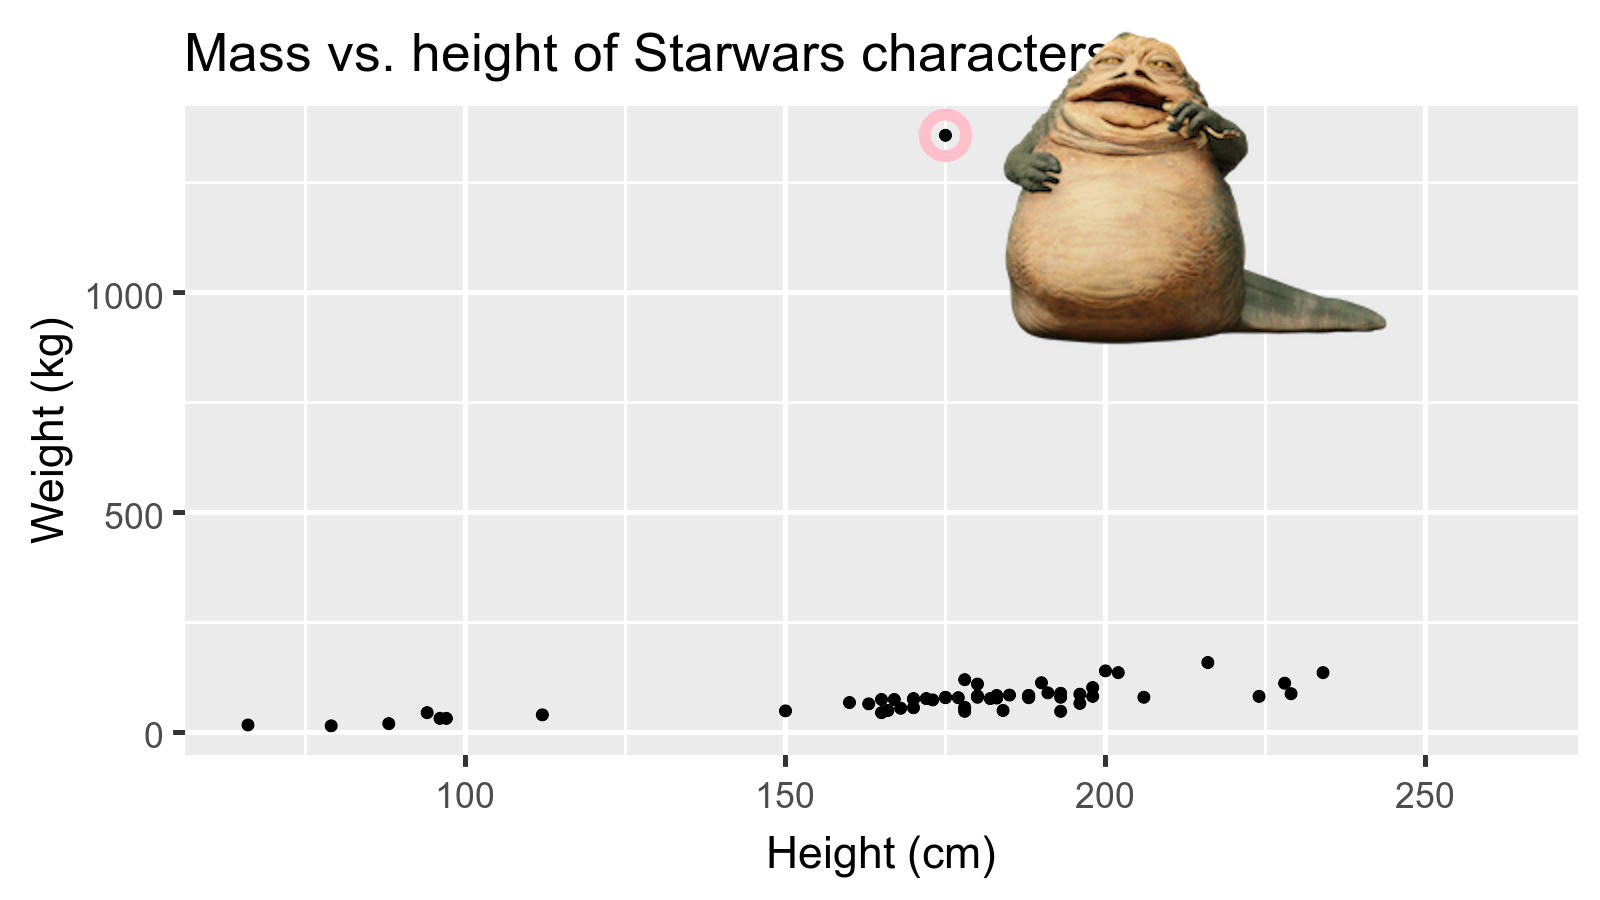 Mass vs. height of Starwars characters
1000
500
0
Weight (kg)
100 150 200 250
Height (cm)